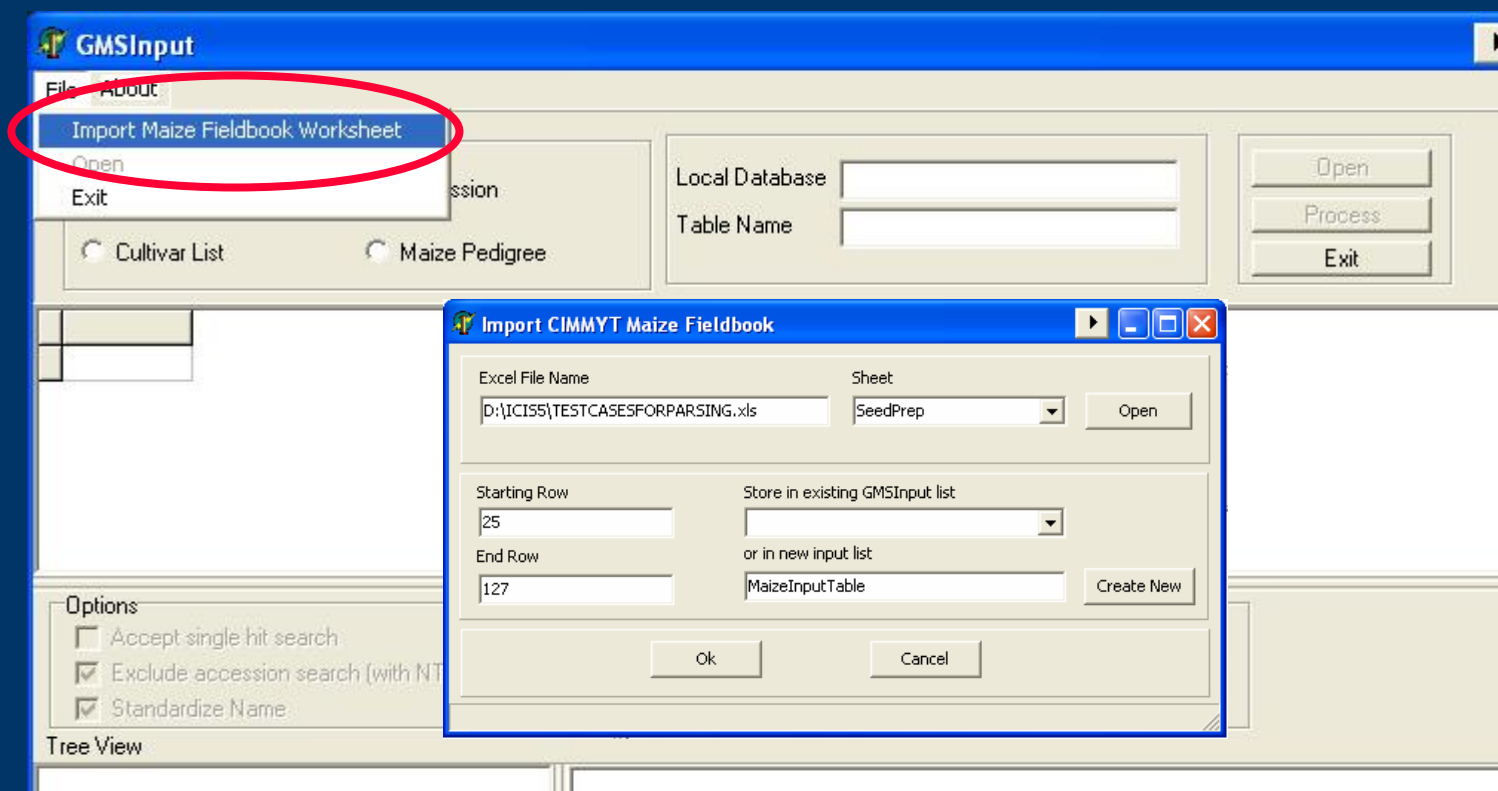 GMSInput
File About
Import Maize Fieldbook Worksheet
Open
Exit
ssion
Cultivar List Maize Pedigree
Local Database
Table Name
Open
Process
Exit
Import CIMMYT Maize Fieldbook
Excel File Name Sheet
D:\ICIS5\TESTCASESFORPARSING.xls SeedPrep Open
Starting Row Store in existing GMSInput list
25
End Row or in new input list
127 MaizeInputTable Create New
Ok Cancel
Options
Accept single hit search
Exclude accession search (with NT
Standardize Name
Tree View